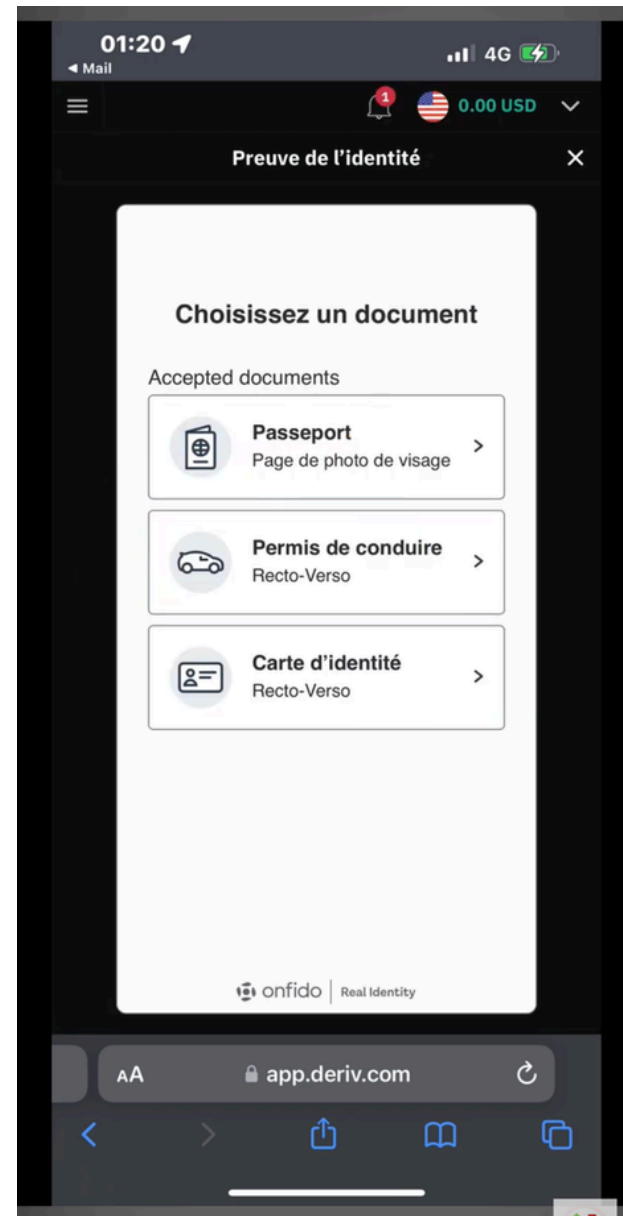 01:20
4G
◄ Mail
1
0.00 USD
Preuve de l'identité
Choisissez un document
Accepted documents
Passeport
Page de photo de visage
Permis de conduire
Recto-Verso
Carte d'identité
Recto-Verso
onfido | Real Identity
AA
app.deriv.com